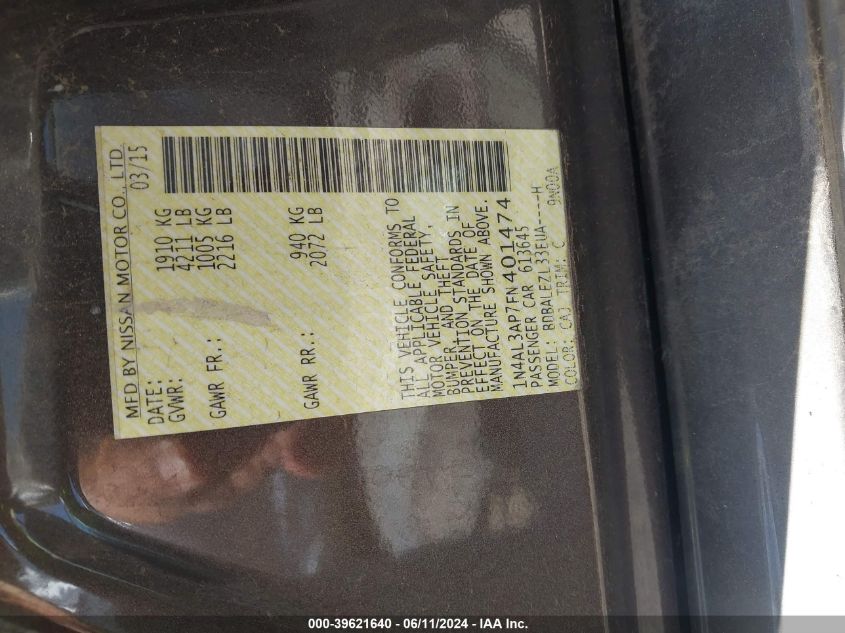 MFD BY NISSAN MOTOR CO., LTD.
DATE: 03/15
GVWR: 1910 KG
4211 LB
GAWR FR.: 1005 KG
2216 LB
GAWR RR.: 940 KG
2072 LB
THIS VEHICLE CONFORMS TO
ALL APPLICABLE FEDERAL
MOTOR VEHICLE SAFETY,
BUMPER AND THEFT
PREVENTION STANDARDS IN
EFFECT ON THE DATE OF
MANUFACTURE SHOWN ABOVE.
1N4AL3AP7FN401474
PASSENGER CAR 613645
MODEL: BDBALEZL33EUA-----H
COLOR: CAJ TRIM: C 9N00A
000-39621640 - 06/11/2024 - IAA Inc.